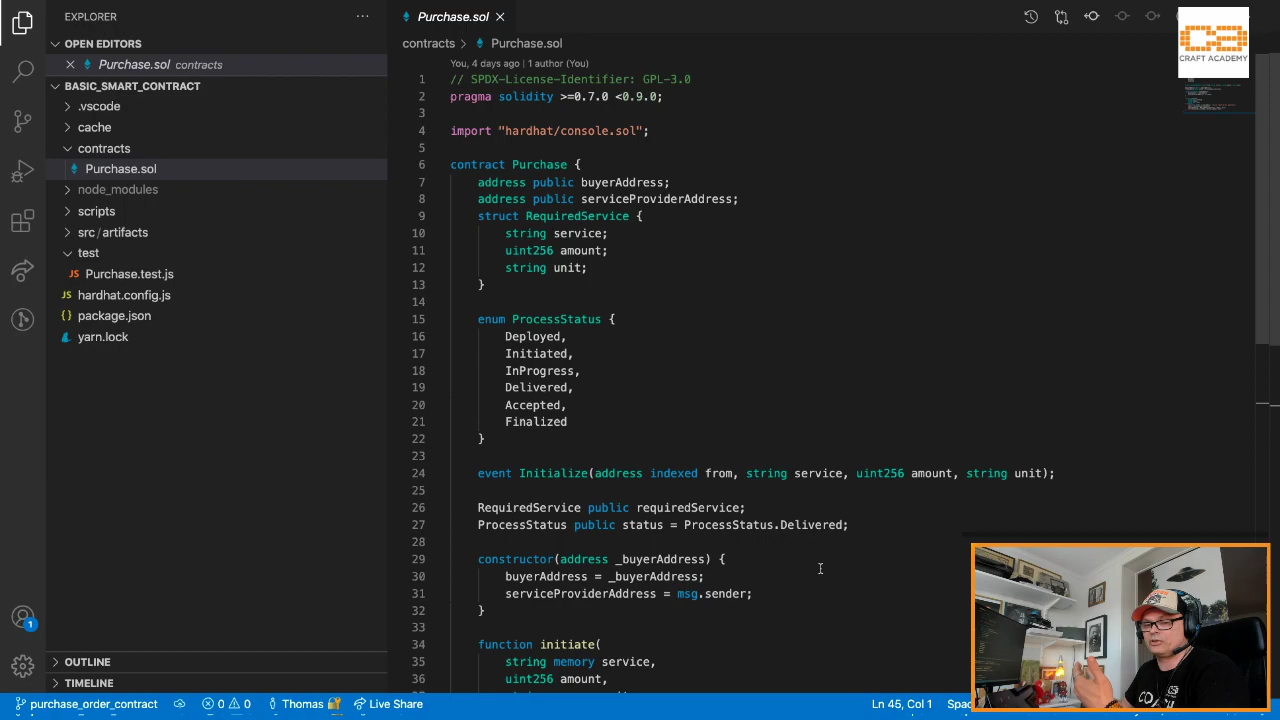 EXPLORER
Purchase.sol
OPEN EDITORS
Purchase.sol contracts
BASIC_SMART_CONTRACT
.vscode
cache
contracts
Purchase.sol
node_modules
scripts
src/artifacts
test
JS Purchase.test.js
JS hardhat.config.js
{} package.json
yarn.lock
OUTLINE
TIMELINE
contracts > Purchase.sol
CRAFT ACADEMY
You, 4 days ago | 1 author (You)
1 // SPDX-License-Identifier: GPL-3.0
2 pragma solidity >=0.7.0 <0.9.0;
3
4 import "hardhat/console.sol";
5
6 contract Purchase {
7 address public buyerAddress;
8 address public serviceProviderAddress;
9 struct RequiredService {
10 string service;
11 uint256 amount;
12 string unit;
13 }
14
15 enum ProcessStatus {
16 Deployed,
17 Initiated,
18 InProgress,
19 Delivered,
20 Accepted,
21 Finalized
22 }
23
24 event Initialize(address indexed from, string service, uint256 amount, string unit);
25
26 RequiredService public requiredService;
27 ProcessStatus public status = ProcessStatus.Delivered;
28
29 constructor(address _buyerAddress) {
30 buyerAddress = _buyerAddress;
31 serviceProviderAddress = msg.sender;
32 }
33
34 function initiate(
35 string memory service,
36 uint256 amount,
1
purchase_order_contract
0 0
Thomas
Live Share
Ln 45, Col 1